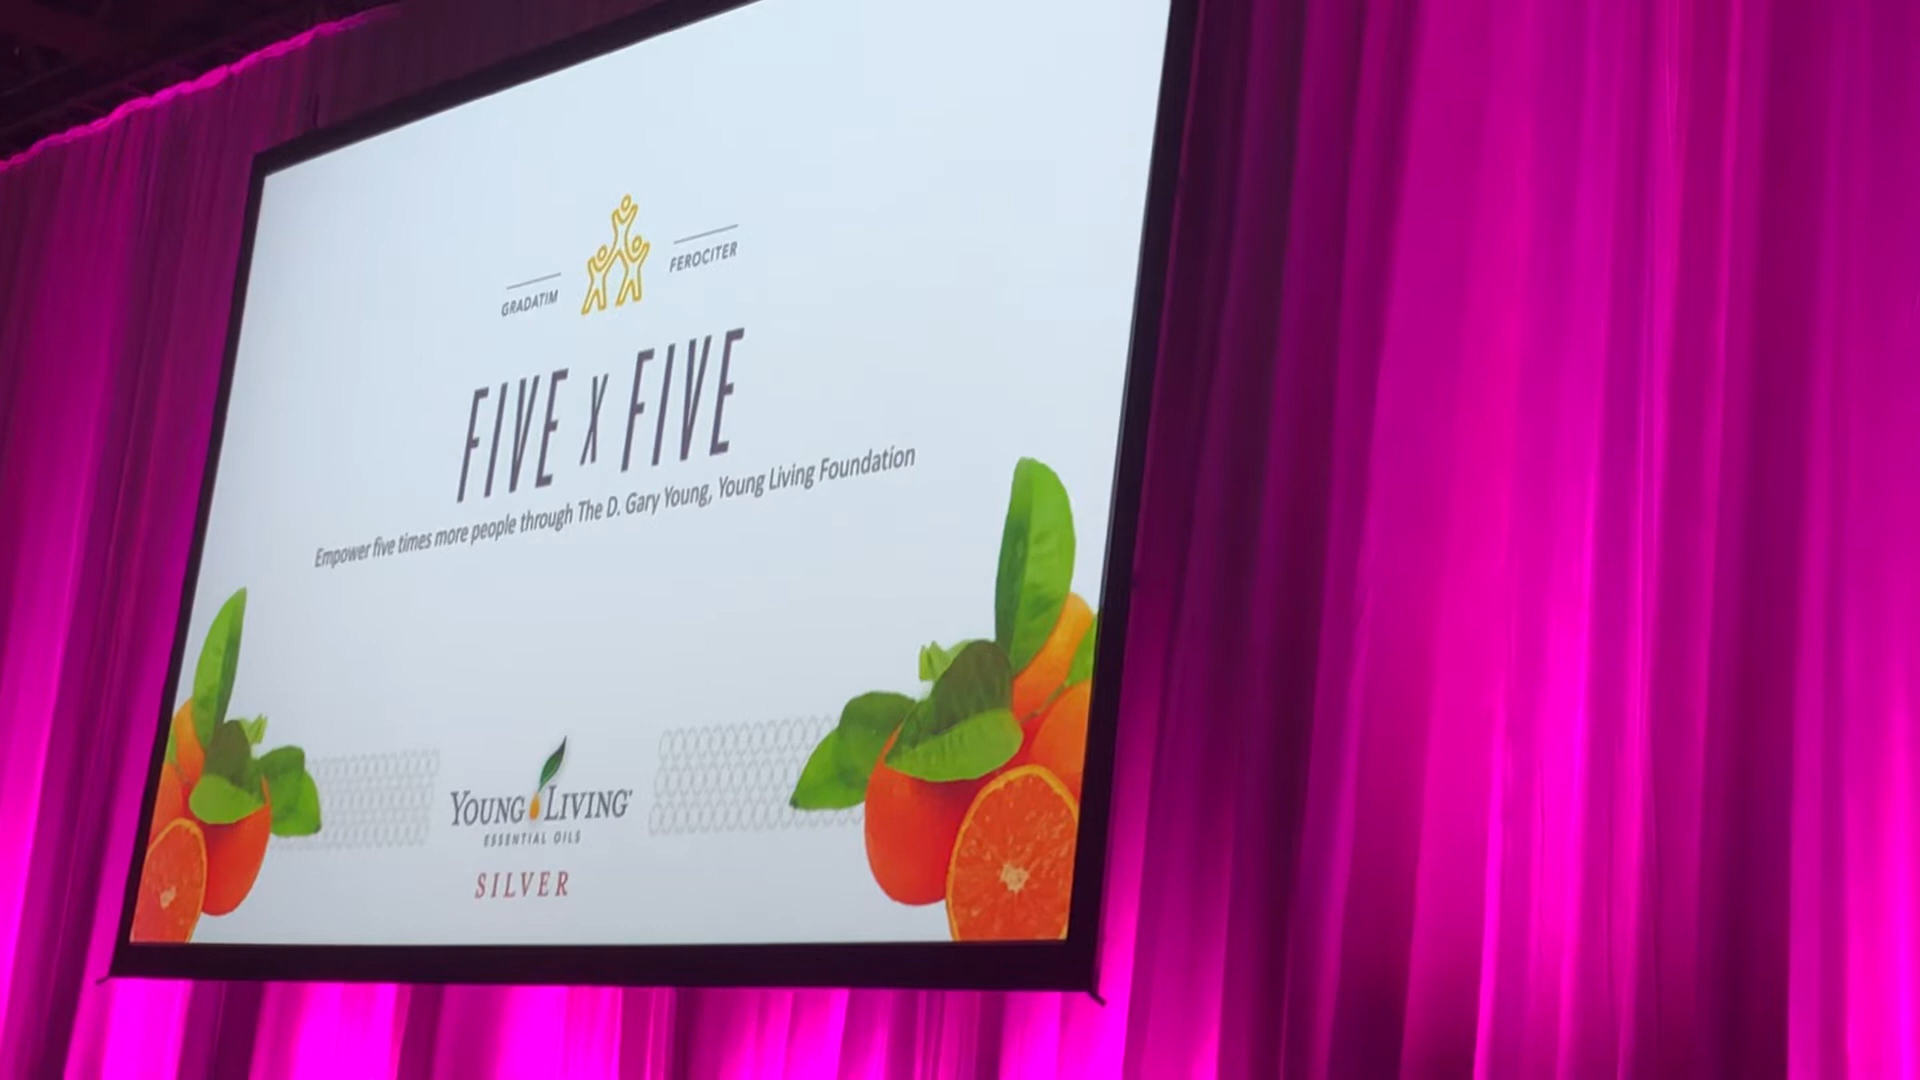 GRADATIM
FEROCITER
FIVE X FIVE
Empower five times more people through The D. Gary Young, Young Living Foundation
YOUNG LIVING
ESSENTIAL OILS
SILVER